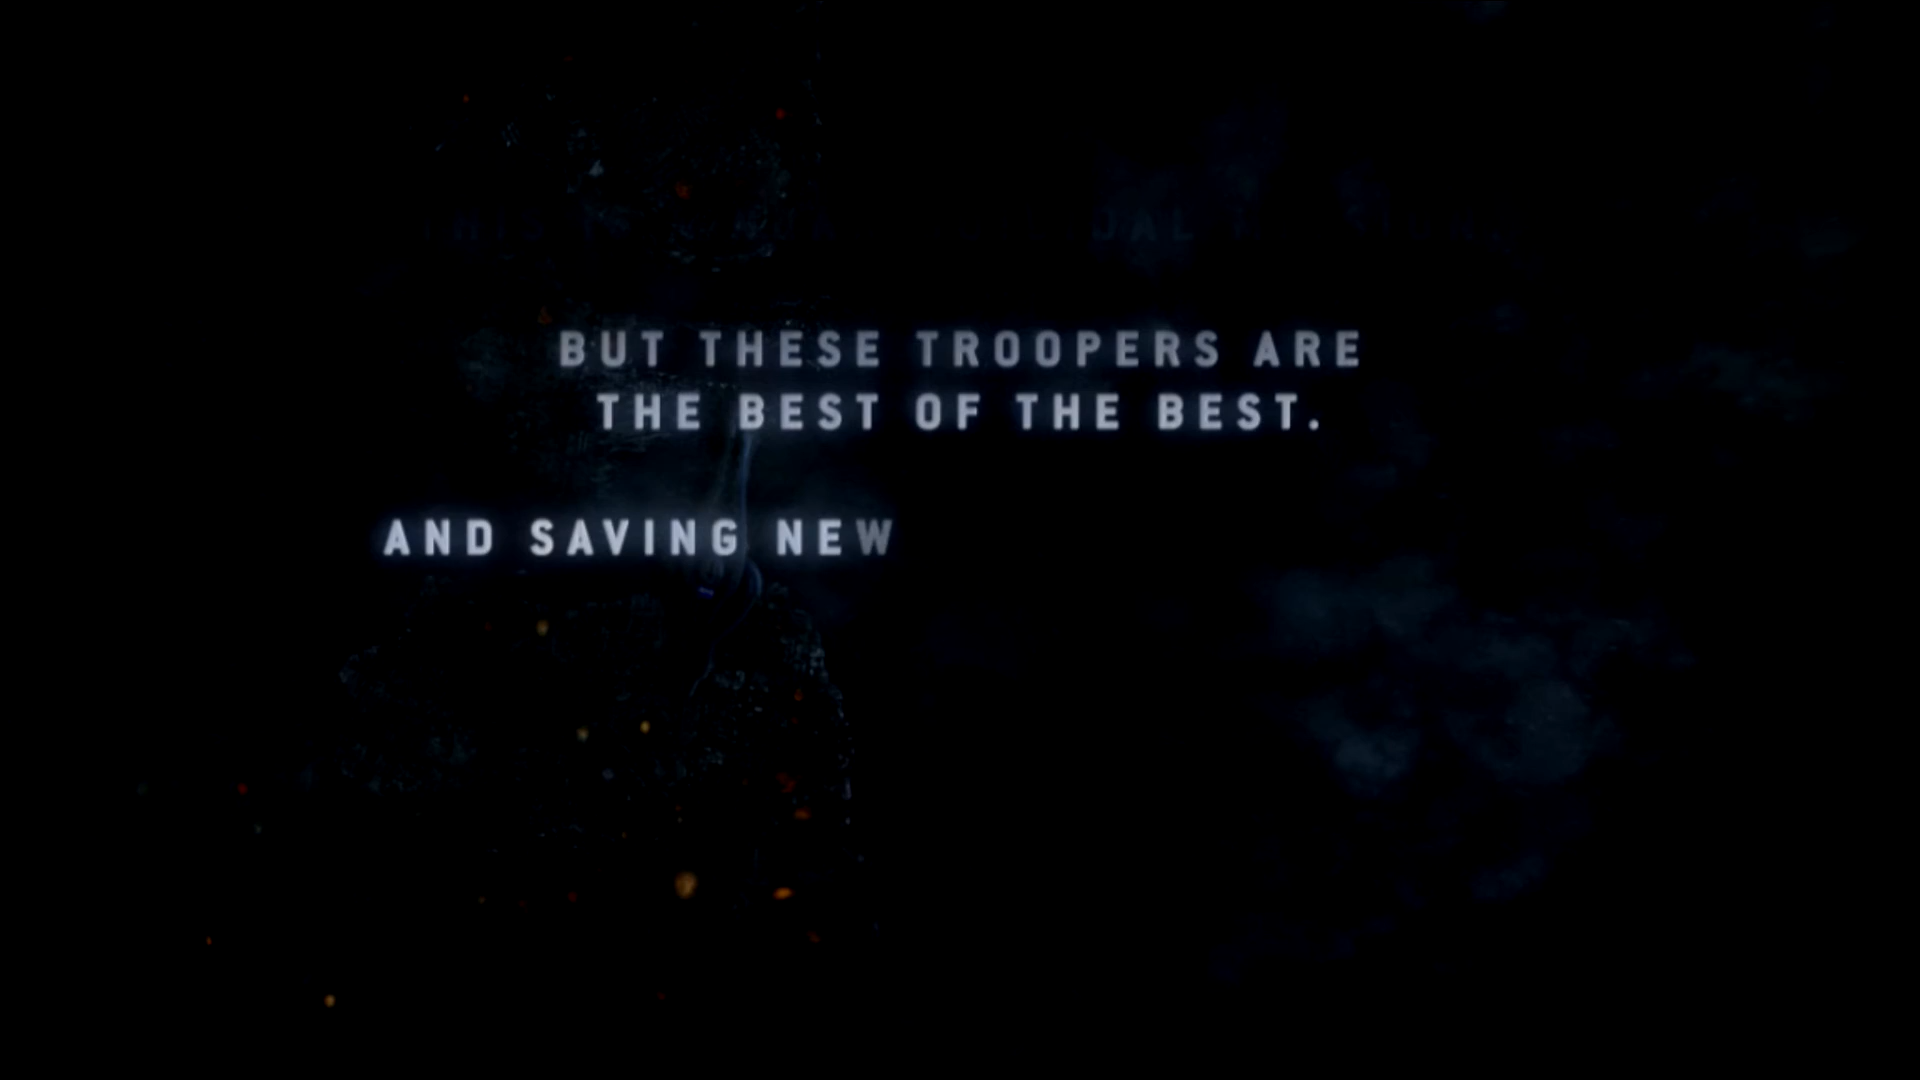 BUT THESE TROOPERS ARE
THE BEST OF THE BEST.
AND SAVING NEW